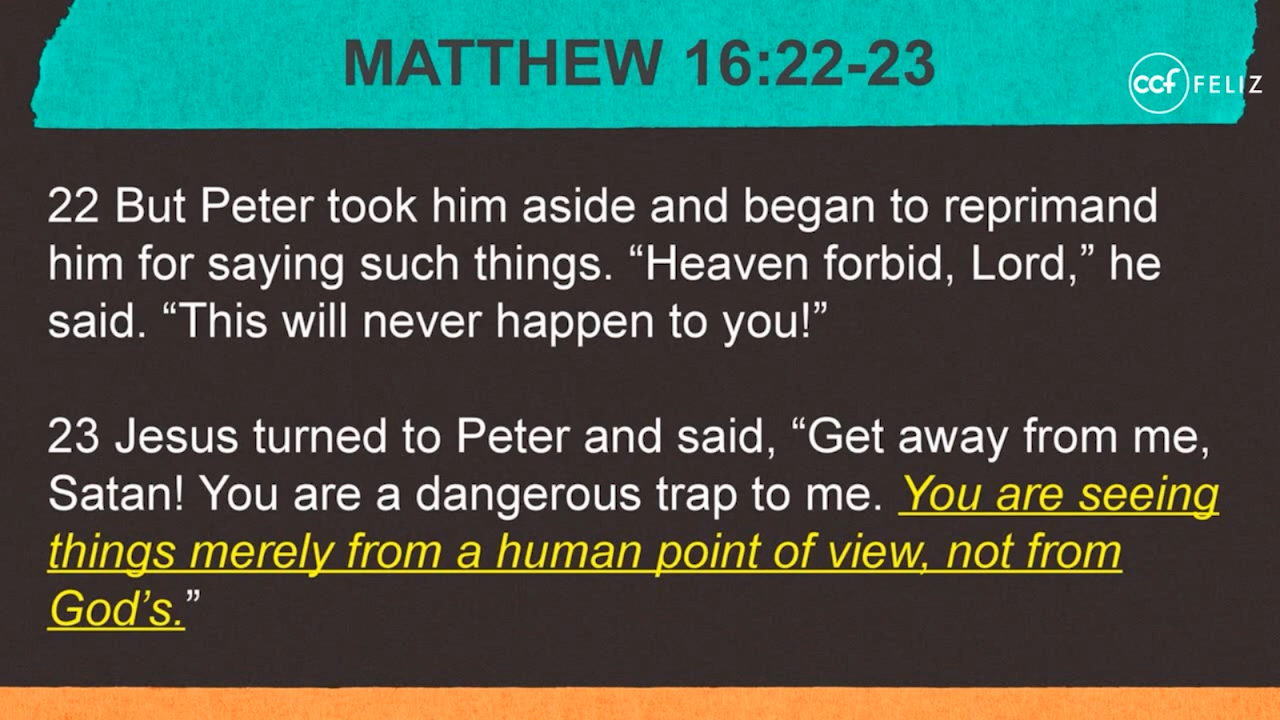 MATTHEW 16:22-23
ccf FELIZ
22 But Peter took him aside and began to reprimand
him for saying such things. “Heaven forbid, Lord,” he
said. “This will never happen to you!”
23 Jesus turned to Peter and said, “Get away from me,
Satan! You are a dangerous trap to me. You are seeing
things merely from a human point of view, not from
God’s.”